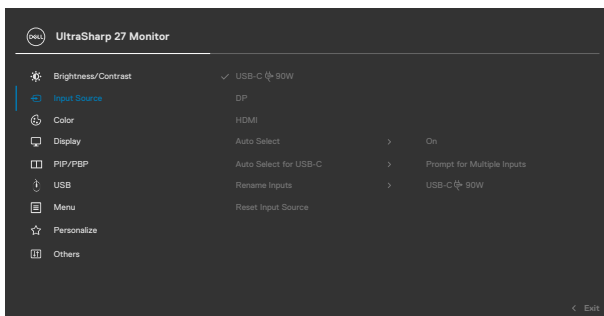 DELL UltraSharp 27 Monitor
Brightness/Contrast
USB-C 90W
Input Source
DP
Color
HDMI
Display
Auto Select > On
PIP/PBP
Auto Select for USB-C > Prompt for Multiple Inputs
USB
Rename Inputs > USB-C 90W
Menu
Reset Input Source
Personalize
Others
< Exit